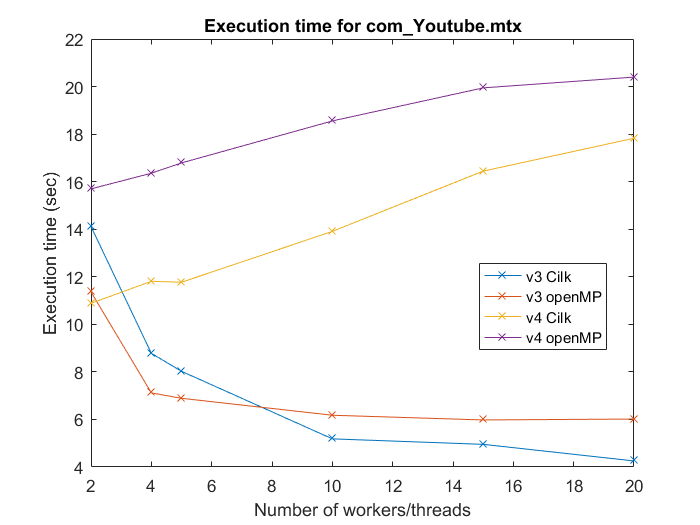 Execution time for com_Youtube.mtx
22
20
18
16
14
12
10
8
6
4
Execution time (sec)
v3 Cilk
v3 openMP
v4 Cilk
v4 openMP
2 4 6 8 10 12 14 16 18 20
Number of workers/threads